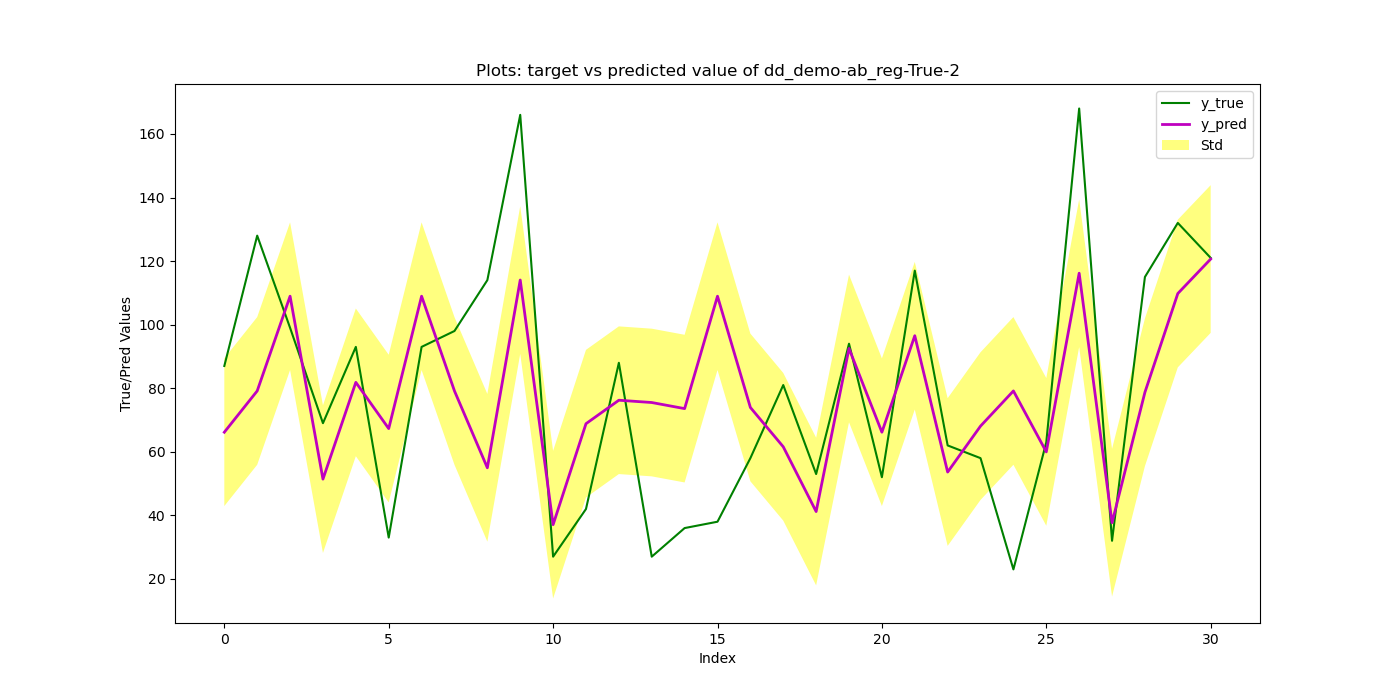 Plots: target vs predicted value of dd_demo-ab_reg-True-2
y_true
y_pred
Std
160
140
120
100
80
60
40
20
True/Pred Values
0 5 10 15 20 25 30
Index